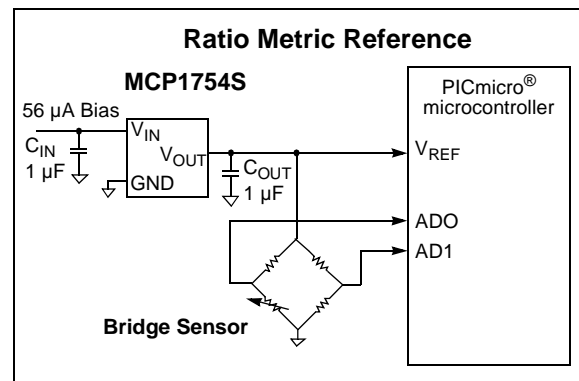 Ratio Metric Reference
MCP1754S
PICmicro®
microcontroller
56 µA Bias
CIN
1 µF
VIN
VOUT
GND
COUT
1 µF
VREF
ADO
AD1
Bridge Sensor